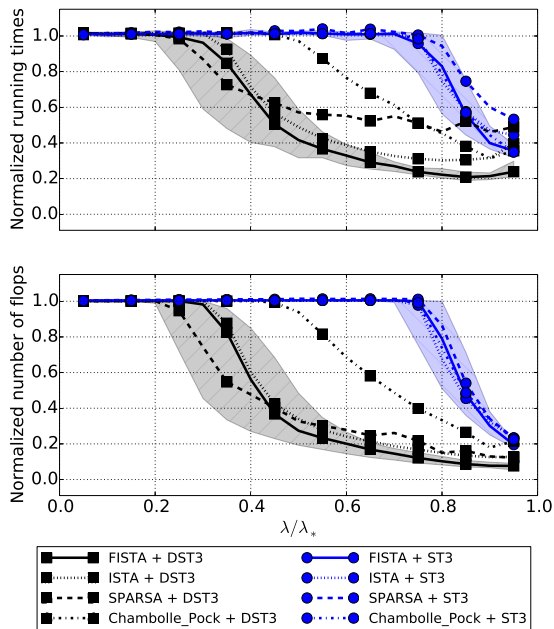 Normalized running times
1.0
0.8
0.6
0.4
0.2
0.0
Normalized number of flops
1.0
0.8
0.6
0.4
0.2
0.0
0.0 0.2 0.4 0.6 0.8 1.0
λ/λ*
FISTA + DST3 FISTA + ST3
ISTA + DST3 ISTA + ST3
SPARSA + DST3 SPARSA + ST3
Chambolle_Pock + DST3 Chambolle_Pock + ST3